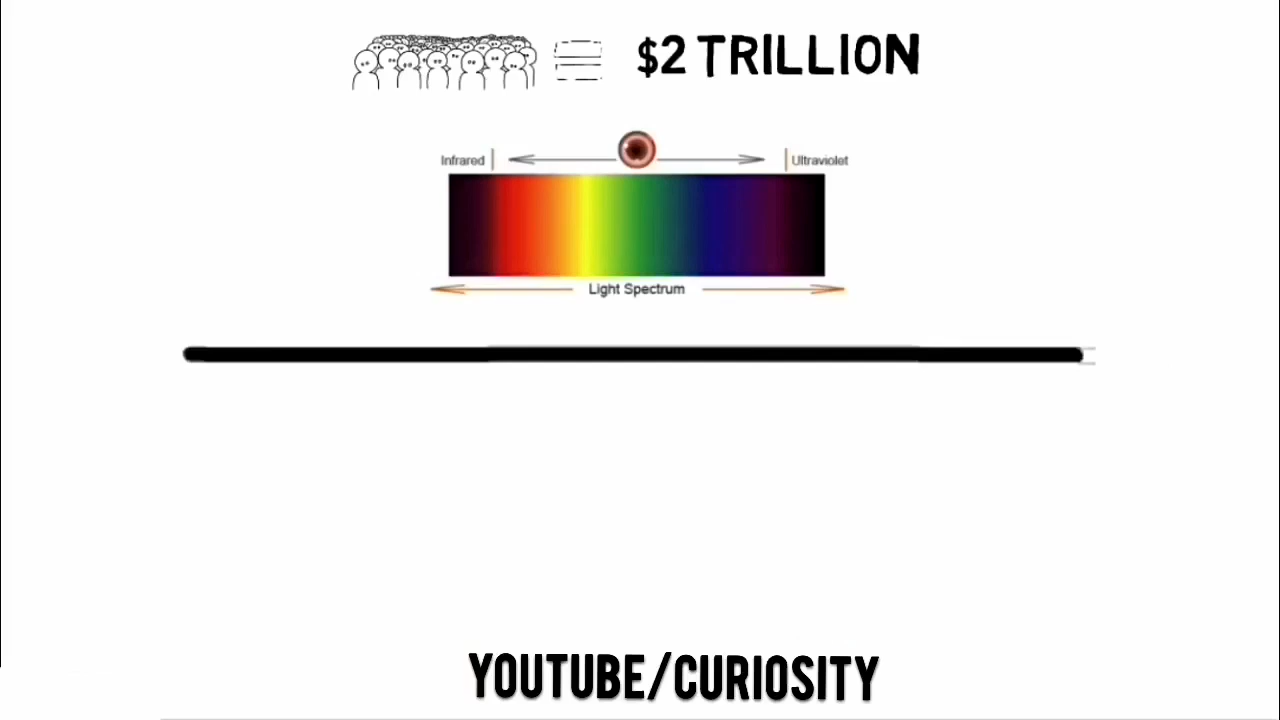 $2 TRILLION
Infrared
Ultraviolet
Light Spectrum
YOUTUBE/CURIOSITY